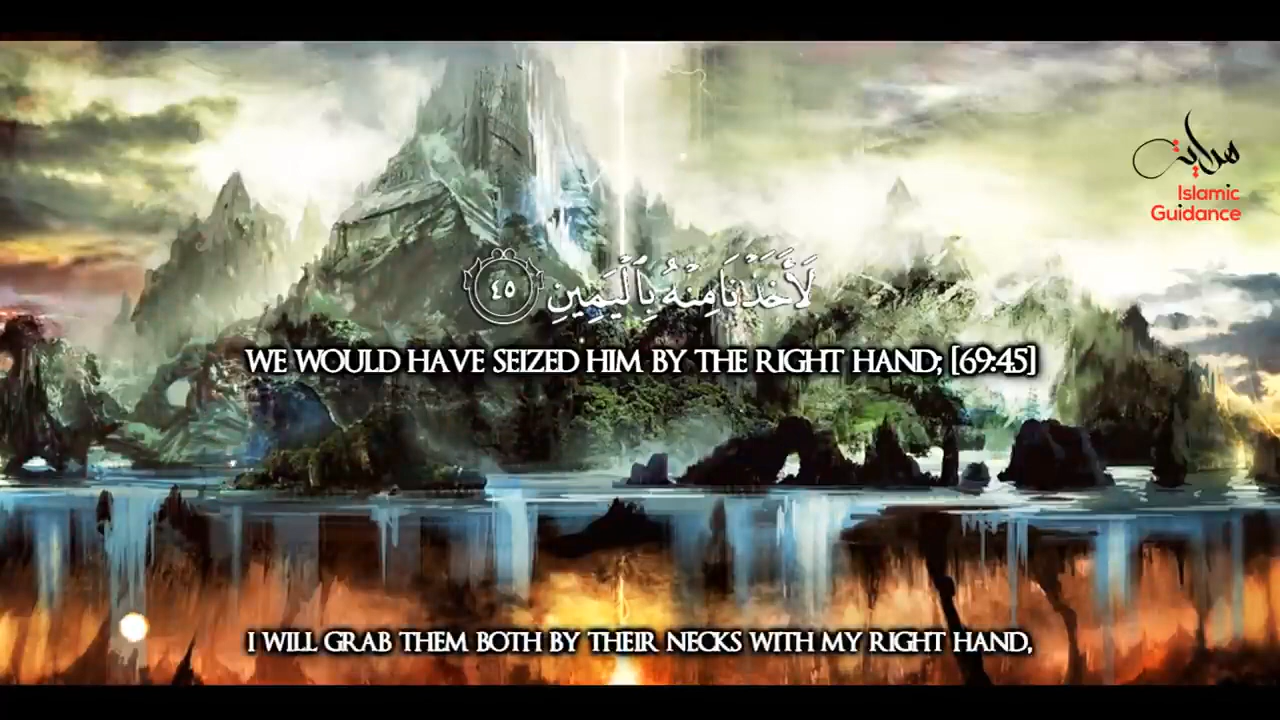 هداية
Islamic
Guidance
لَأَخَذْنَا مِنْهُ بِٱلْيَمِينِ ٤٥
WE WOULD HAVE SEIZED HIM BY THE RIGHT HAND; [69:45]
I WILL GRAB THEM BOTH BY THEIR NECKS WITH MY RIGHT HAND,